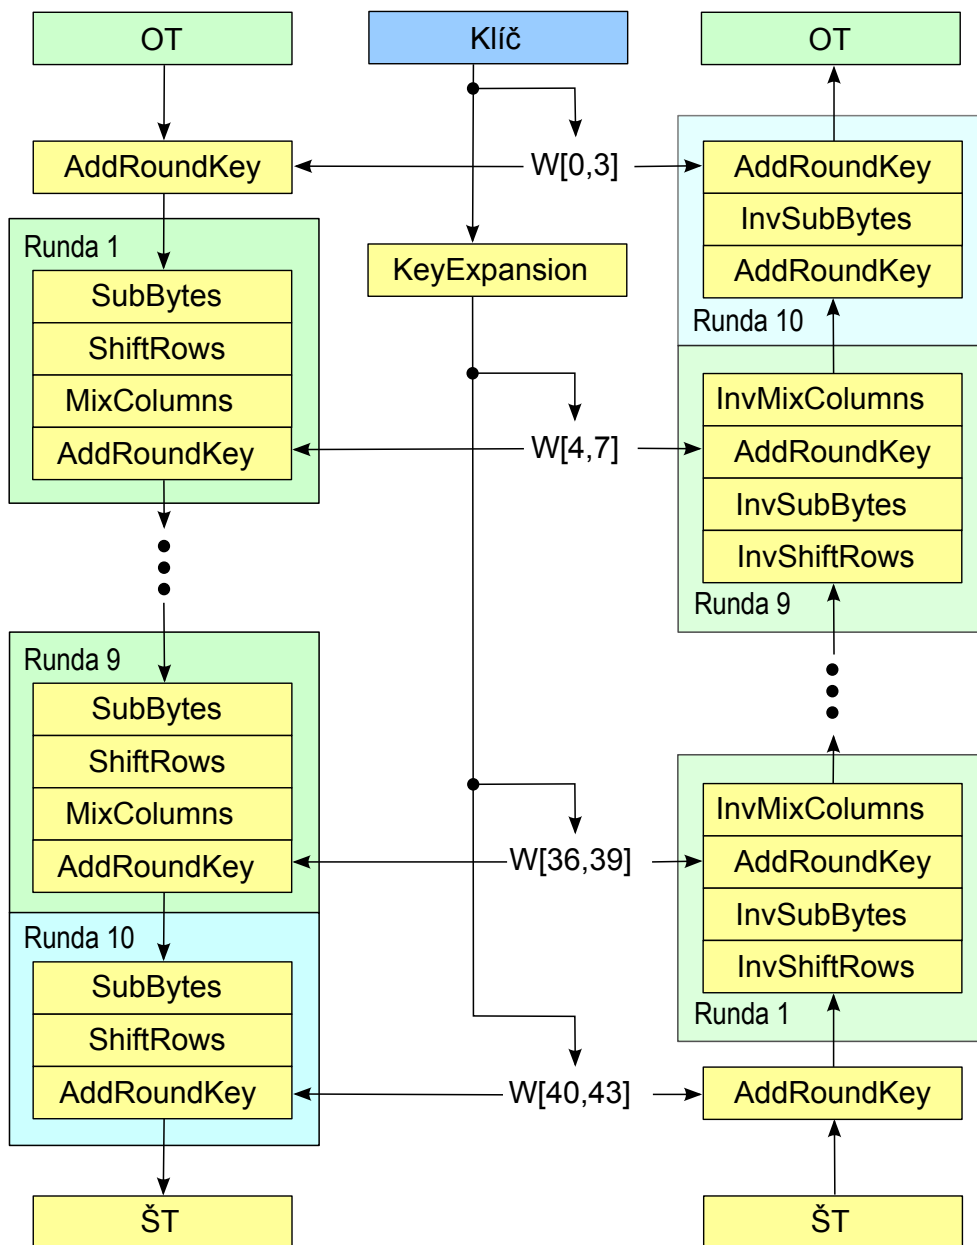 OT
AddRoundKey
Runda 1
SubBytes
ShiftRows
MixColumns
AddRoundKey
Runda 9
SubBytes
ShiftRows
MixColumns
AddRoundKey
Runda 10
SubBytes
ShiftRows
AddRoundKey
ŠT
Klíč
W[0,3]
KeyExpansion
W[4,7]
W[36,39]
W[40,43]
OT
AddRoundKey
InvSubBytes
AddRoundKey
Runda 10
InvMixColumns
AddRoundKey
InvSubBytes
InvShiftRows
Runda 9
InvMixColumns
AddRoundKey
InvSubBytes
InvShiftRows
Runda 1
AddRoundKey
ŠT